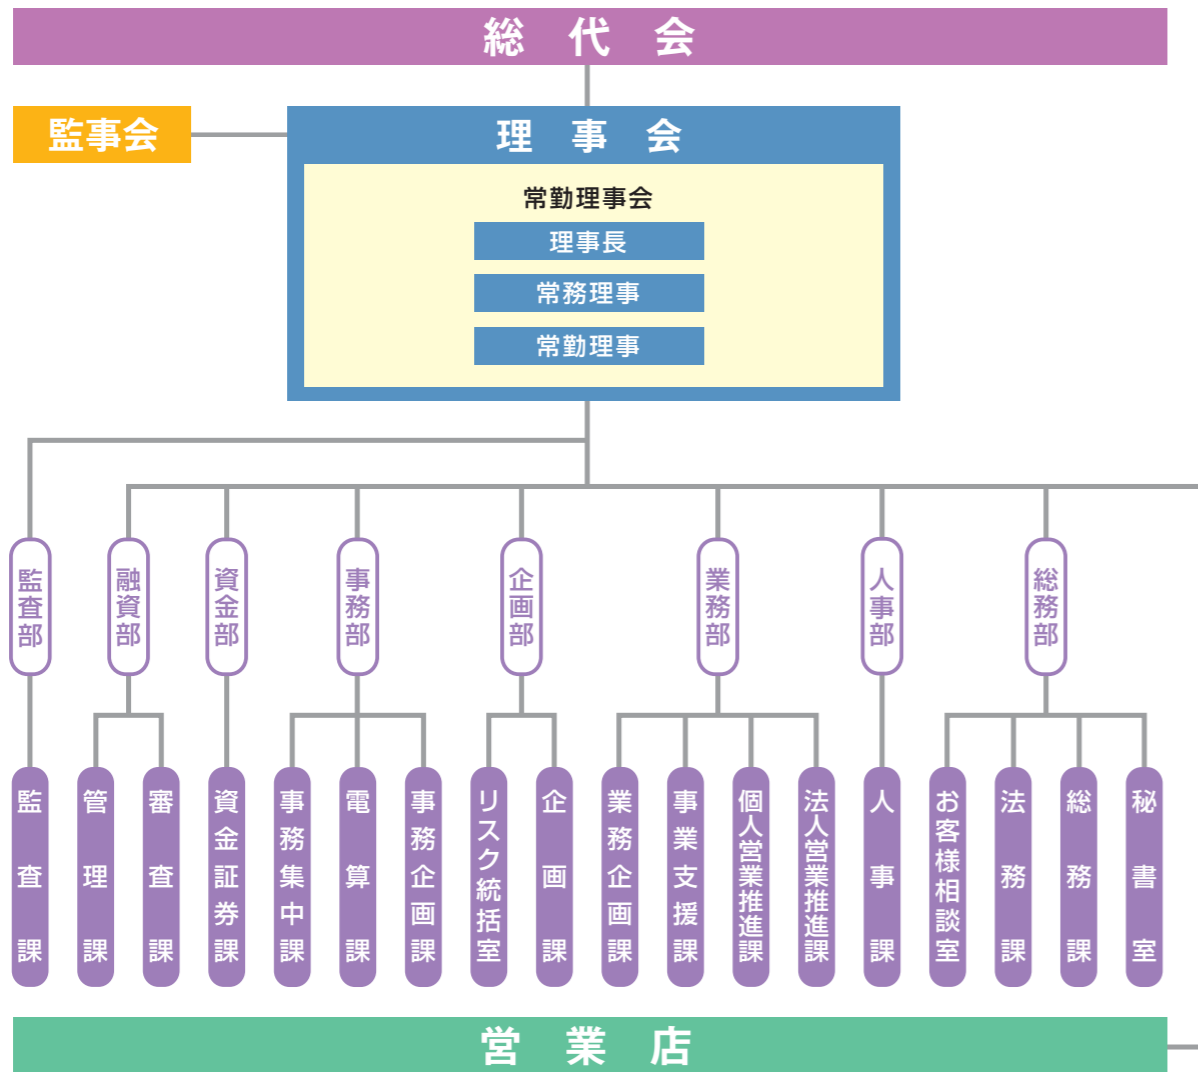 総代会
監事会
理事会
常勤理事会
理事長
常務理事
常勤理事
監査部
融資部
資金部
事務部
企画部
業務部
人事部
総務部
監査課
管理課
審査課
資金証券課
事務集中課
電算課
事務企画課
リスク統括室
企画課
業務企画課
事業支援課
個人営業推進課
法人営業推進課
人事課
お客様相談室
法務課
総務課
秘書室
営業店